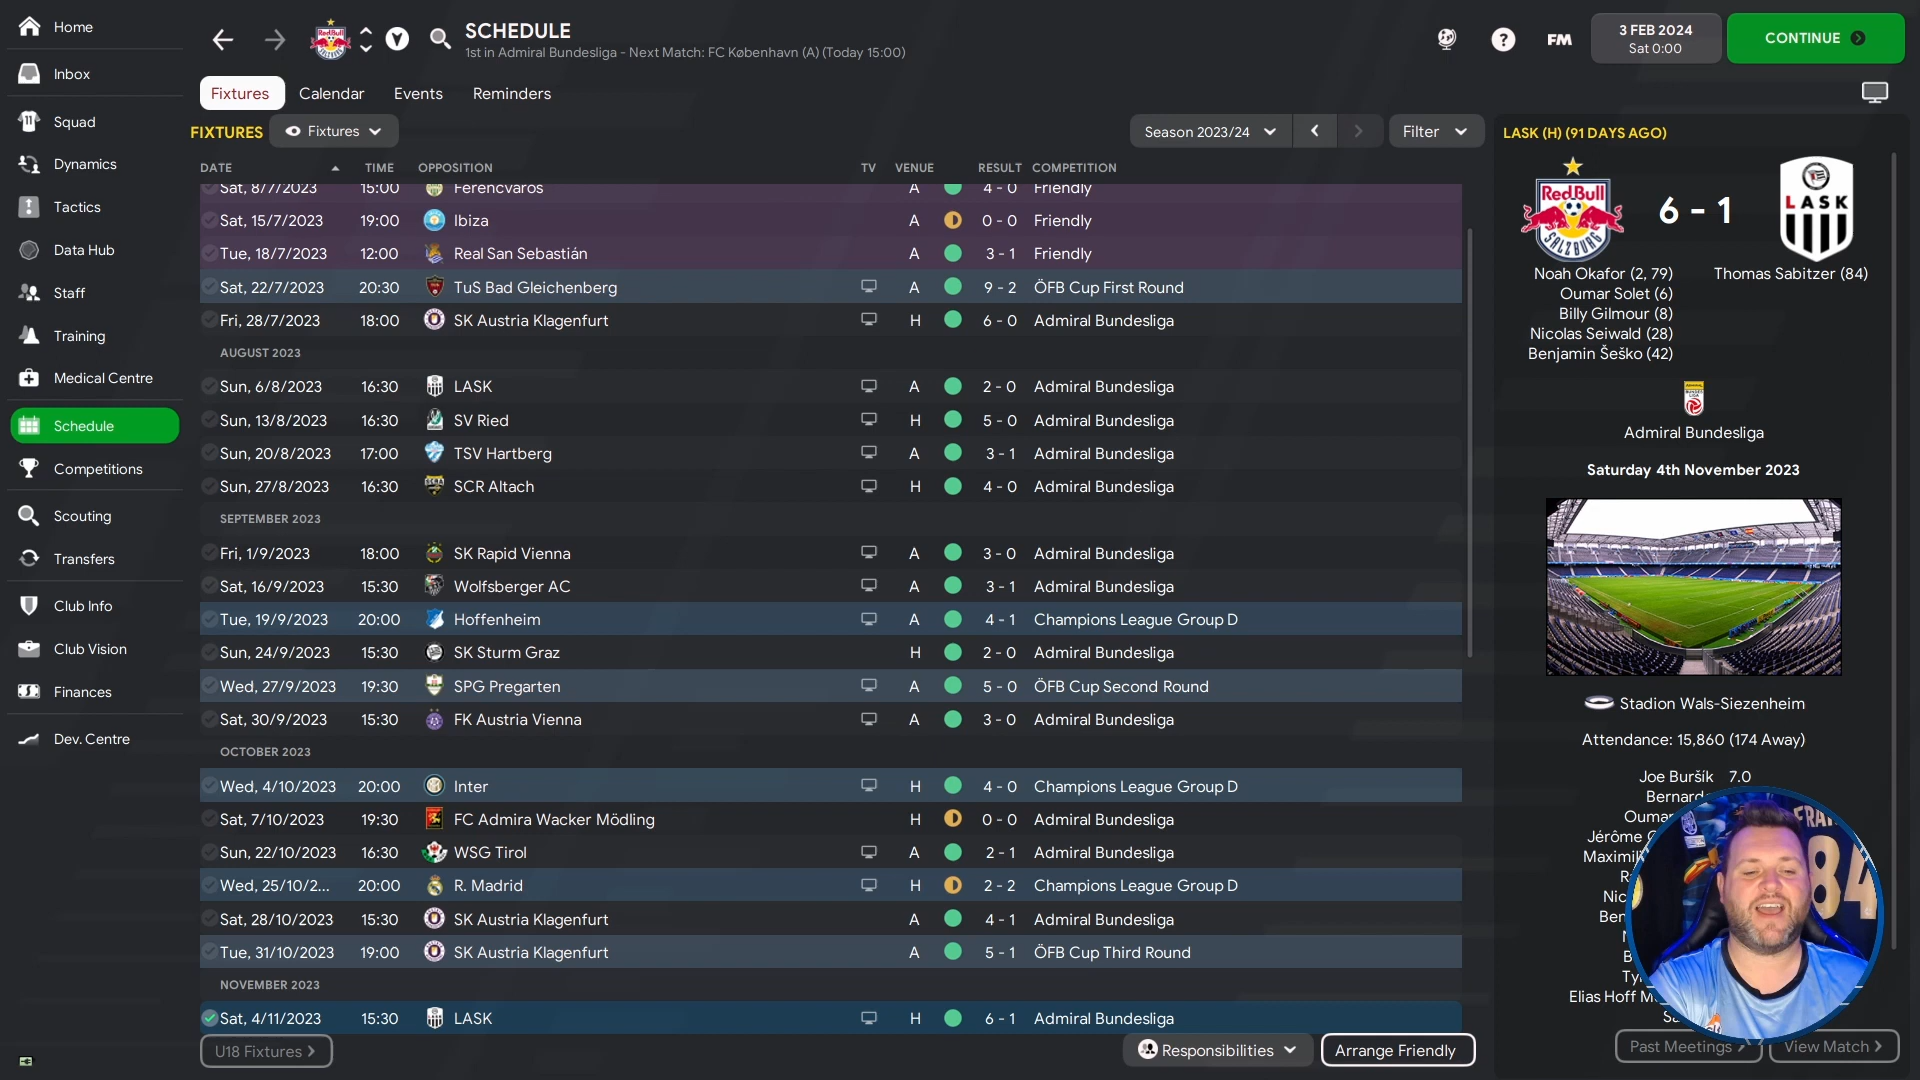 Home
Inbox
Squad
Dynamics
Tactics
Data Hub
Staff
Training
Medical Centre
Schedule
Competitions
Scouting
Transfers
Club Info
Club Vision
Finances
Dev. Centre
SCHEDULE
1st in Admiral Bundesliga - Next Match: FC København (A) (Today 15:00)
? FM
3 FEB 2024
Sat 0:00
CONTINUE
Fixtures Calendar Events Reminders
FIXTURES Fixtures
Season 2023/24 Filter
DATE TIME OPPOSITION TV VENUE RESULT COMPETITION
Sat, 8/7/2023 15:00 Ferencváros A 4 - 0 Friendly
Sat, 15/7/2023 19:00 Ibiza A 0 - 0 Friendly
Tue, 18/7/2023 12:00 Real San Sebastián A 3 - 1 Friendly
Sat, 22/7/2023 20:30 TuS Bad Gleichenberg A 9 - 2 ÖFB Cup First Round
Fri, 28/7/2023 18:00 SK Austria Klagenfurt H 6 - 0 Admiral Bundesliga
AUGUST 2023
Sun, 6/8/2023 16:30 LASK A 2 - 0 Admiral Bundesliga
Sun, 13/8/2023 16:30 SV Ried H 5 - 0 Admiral Bundesliga
Sun, 20/8/2023 17:00 TSV Hartberg A 3 - 1 Admiral Bundesliga
Sun, 27/8/2023 16:30 SCR Altach H 4 - 0 Admiral Bundesliga
SEPTEMBER 2023
Fri, 1/9/2023 18:00 SK Rapid Vienna A 3 - 0 Admiral Bundesliga
Sat, 16/9/2023 15:30 Wolfsberger AC A 3 - 1 Admiral Bundesliga
Tue, 19/9/2023 20:00 Hoffenheim A 4 - 1 Champions League Group D
Sun, 24/9/2023 15:30 SK Sturm Graz H 2 - 0 Admiral Bundesliga
Wed, 27/9/2023 19:30 SPG Pregarten A 5 - 0 ÖFB Cup Second Round
Sat, 30/9/2023 15:30 FK Austria Vienna A 3 - 0 Admiral Bundesliga
OCTOBER 2023
Wed, 4/10/2023 20:00 Inter H 4 - 0 Champions League Group D
Sat, 7/10/2023 19:30 FC Admira Wacker Mödling H 0 - 0 Admiral Bundesliga
Sun, 22/10/2023 16:30 WSG Tirol A 2 - 1 Admiral Bundesliga
Wed, 25/10/2... 20:00 R. Madrid H 2 - 2 Champions League Group D
Sat, 28/10/2023 15:30 SK Austria Klagenfurt A 4 - 1 Admiral Bundesliga
Tue, 31/10/2023 19:00 SK Austria Klagenfurt A 5 - 1 ÖFB Cup Third Round
NOVEMBER 2023
Sat, 4/11/2023 15:30 LASK H 6 - 1 Admiral Bundesliga
U18 Fixtures
Responsibilities
Arrange Friendly
LASK (H) (91 DAYS AGO)
Red Bull
SALZBURG
6 - 1
LASK
Noah Okafor (2, 79) Thomas Sabitzer (84)
Oumar Solet (6)
Billy Gilmour (8)
Nicolas Seiwald (28)
Benjamin Šeško (42)
Admiral Bundesliga
Saturday 4th November 2023
Stadion Wals-Siezenheim
Attendance: 15,860 (174 Away)
Joe Buršík 7.0
Bernard
Oumar
Jérôme
Elias Hoff
84
Past Meetings
View Match